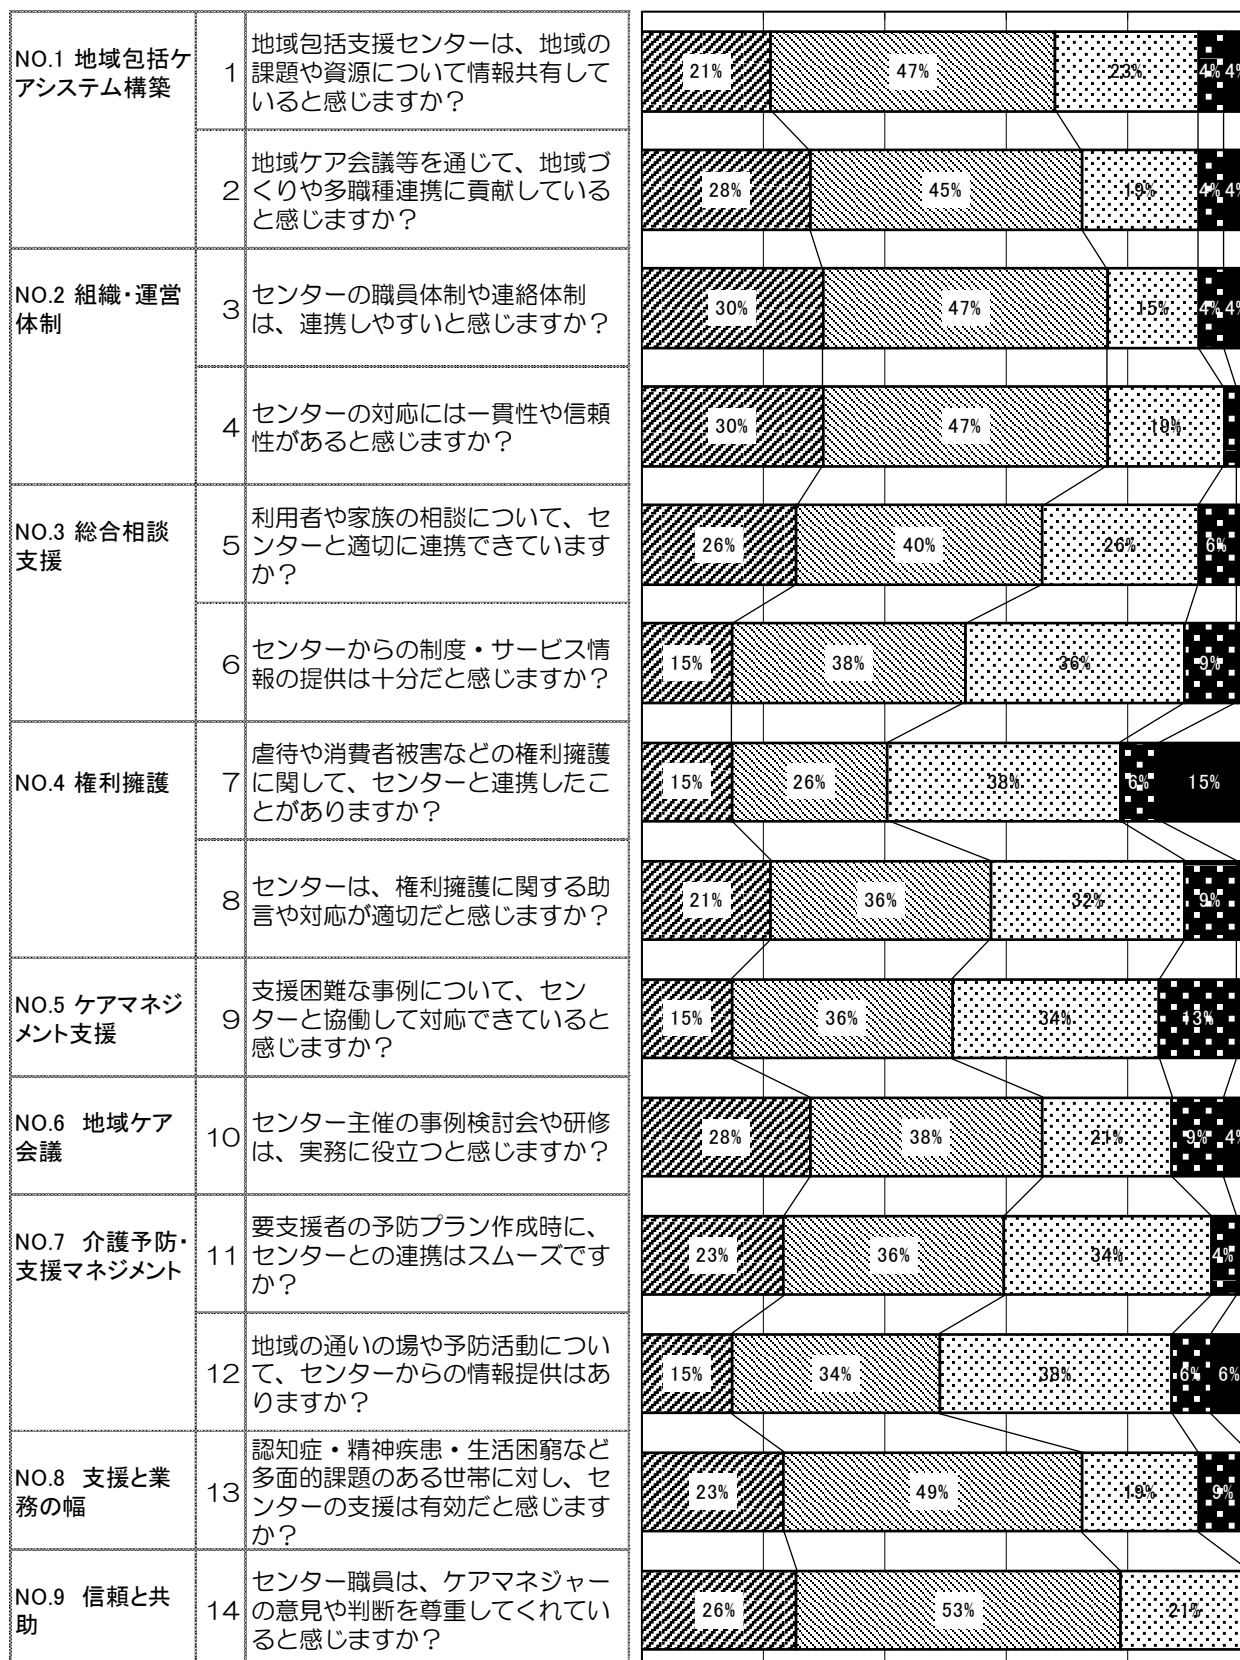 NO.1 地域包括ケ
アシステム構築
1
地域包括支援センターは、地域の
課題や資源について情報共有して
いると感じますか？
21% 47% 23% 4% 4%
2
地域ケア会議等を通じて、地域づ
くりや多職種連携に貢献している
と感じますか？
28% 45% 19% 4% 4%
NO.2 組織・運営
体制
3
センターの職員体制や連絡体制
は、連携しやすいと感じますか？
30% 47% 15% 4% 4%
4
センターの対応には一貫性や信頼
性があると感じますか？
30% 47% 19%
NO.3 総合相談
支援
5
利用者や家族の相談について、セ
ンターと適切に連携できています
か？
26% 40% 26% 6%
6
センターからの制度・サービス情
報の提供は十分だと感じますか？
15% 38% 36% 9%
NO.4 権利擁護
7
虐待や消費者被害などの権利擁護
に関して、センターと連携したこ
とがありますか？
15% 26% 38% 6% 15%
8
センターは、権利擁護に関する助
言や対応が適切だと感じますか？
21% 36% 32% 9%
NO.5 ケアマネジ
メント支援
9
支援困難な事例について、セン
ターと協働して対応できていると
感じますか？
15% 36% 34% 13%
NO.6 地域ケア
会議
10
センター主催の事例検討会や研修
は、実務に役立つと感じますか？
28% 38% 21% 9% 4%
NO.7 介護予防・
支援マネジメント
11
要支援者の予防プラン作成時に、
センターとの連携はスムーズです
か？
23% 36% 34% 4%
12
地域の通いの場や予防活動につい
て、センターからの情報提供はあ
りますか？
15% 34% 38% 6% 6%
NO.8 支援と業
務の幅
13
認知症・精神疾患・生活困窮など
多面的課題のある世帯に対し、セ
ンターの支援は有効だと感じます
か？
23% 49% 19% 9%
NO.9 信頼と共
助
14
センター職員は、ケアマネジャー
の意見や判断を尊重してくれてい
ると感じますか？
26% 53% 21%